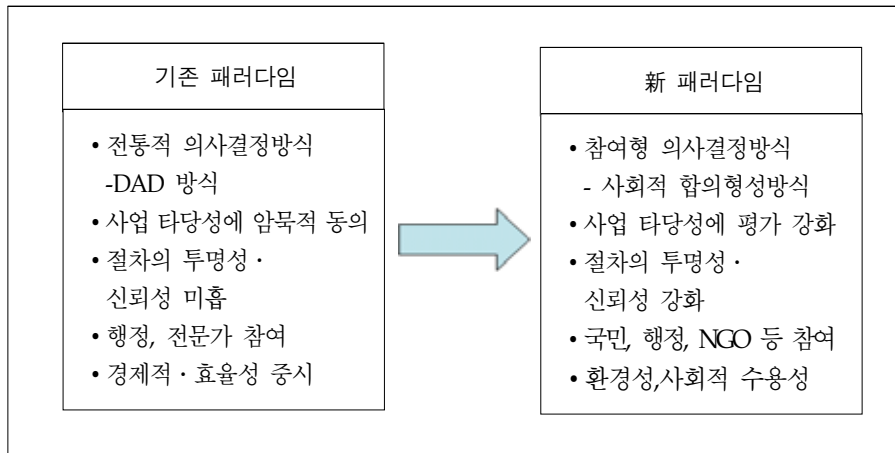 기존 패러다임
• 전통적 의사결정방식
-DAD 방식
• 사업 타당성에 암묵적 동의
• 절차의 투명성ㆍ
신뢰성 미흡
• 행정, 전문가 참여
• 경제적ㆍ효율성 중시
新 패러다임
• 참여형 의사결정방식
- 사회적 합의형성방식
• 사업 타당성에 평가 강화
• 절차의 투명성ㆍ
신뢰성 강화
• 국민, 행정, NGO 등 참여
• 환경성,사회적 수용성